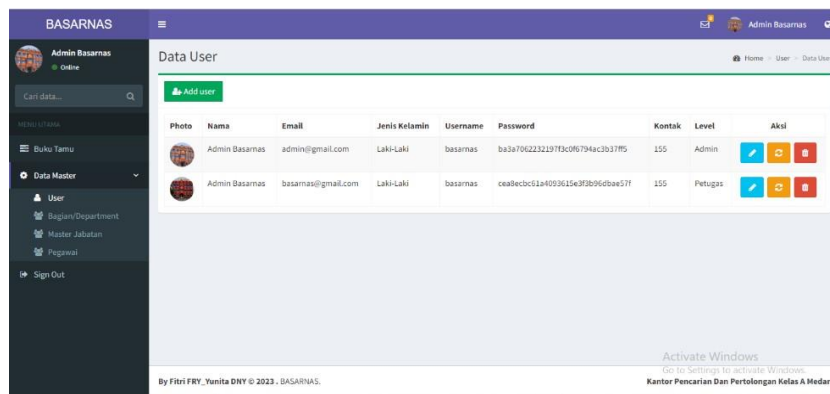 BASARNAS
Admin Basarnas
Admin Basarnas
Online
Data User
Home > User > Data Use
Cari data...
Add user
MENU UTAMA
Photo Nama Email Jenis Kelamin Username Password Kontak Level Aksi
Buku Tamu
Admin Basarnas admin@gmail.com Laki-Laki basarnas ba3a7062232197f3c0f6794ac3b37ff5 155 Admin
Data Master
Admin Basarnas basarnas@gmail.com Laki-Laki basarnas cea8ecbc61a4093615e3f3b96dbae57f 155 Petugas
User
Bagian/Department
Master Jabatan
Pegawai
Sign Out
Activate Windows
Go to Settings to activate Windows.
By Fitri FRY_Yunita DNY © 2023 . BASARNAS.
Kantor Pencarian Dan Pertolongan Kelas A Medan